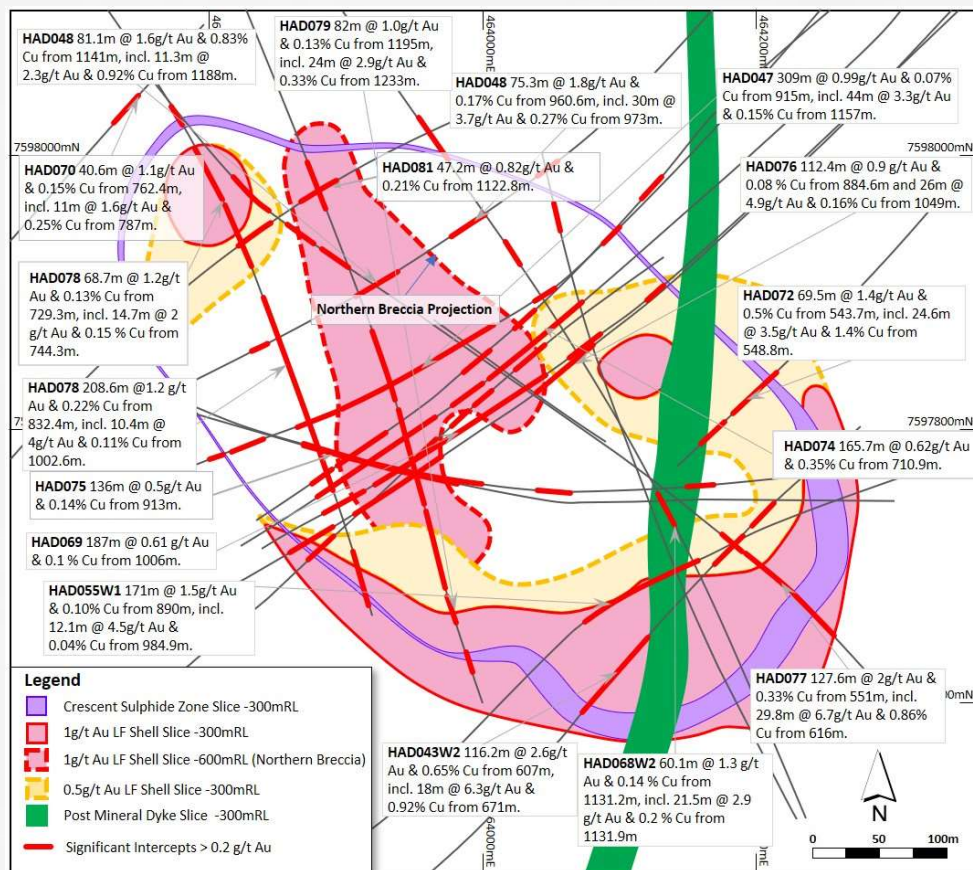 HAD048 81.1m @ 1.6g/t Au & 0.83%
Cu from 1141m, incl. 11.3m @
2.3g/t Au & 0.92% Cu from 1188m.
46
HAD079 82m @ 1.0g/t Au
& 0.13% Cu from 1195m,
incl. 24m @ 2.9g/t Au &
0.33% Cu from 1233m.
464000mE
HAD048 75.3m @ 1.8g/t Au &
0.17% Cu from 960.6m, incl. 30m @
3.7g/t Au & 0.27% Cu from 973m.
464200mE
HAD047 309m @ 0.99g/t Au & 0.07%
Cu from 915m, incl. 44m @ 3.3g/t Au
& 0.15% Cu from 1157m.
7598000mN
7598000mN
HAD070 40.6m @ 1.1g/t Au
& 0.15% Cu from 762.4m,
incl. 11m @ 1.6g/t Au &
0.25% Cu from 787m.
HAD081 47.2m @ 0.82g/t Au &
0.21% Cu 1122.8m.
HAD076 112.4m @ 0.9 g/t Au &
0.08 % Cu from 884.6m and 26m @
4.9g/t Au & 0.16% Cu from 1049m.
HAD078 68.7m @ 1.2g/t
Au & 0.13% Cu from
729.3m, incl. 14.7m @ 2
g/t Au & 0.15 % Cu from
744.3m.
Northern Breccia Projection
HAD072 69.5m @ 1.4g/t Au &
0.5% Cu from 543.7m, incl. 24.6m
@ 3.5g/t Au & 1.4% Cu from
548.8m.
HAD078 208.6m @1.2 g/t
Au & 0.22% Cu from
832.4m, incl. 10.4m @
4g/t Au & 0.11% Cu from
1002.6m.
7597800mN
HAD074 165.7m @ 0.62g/t Au
& 0.35% Cu from 710.9m.
HAD075 136m @ 0.5g/t Au
& 0.14% Cu from 913m.
HAD069 187m @ 0.61 g/t Au
& 0.1 % Cu from 1006m.
HAD055W1 171m @ 1.5g/t Au
& 0.10% Cu from 890m, incl.
12.1m @ 4.5g/t Au &
0.04% Cu from 984.9m.
HAD077 127.6m @ 2g/t Au &
0.33% Cu from 551m, incl.
29.8m @ 6.7g/t Au & 0.86%
Cu from 616m.
HAD043W2 116.2m @ 2.6g/t
Au & 0.65% Cu from 607m,
incl. 18m @ 6.3g/t Au &
0.92% Cu from 671m.
HAD068W2 60.1m @ 1.3 g/t
Au & 0.14 % Cu from
1131.2m, incl. 21.5m @ 2.9
g/t Au & 0.2 % Cu from
1131.9m
Legend
Crescent Sulphide Zone Slice -300mRL
1g/t Au LF Shell Slice -300mRL
1g/t Au LF Shell Slice -600mRL (Northern Breccia)
0.5g/t Au LF Shell Slice -300mRL
Post Mineral Dyke Slice -300mRL
Significant Intercepts > 0.2 g/t Au
N
0 50 100m